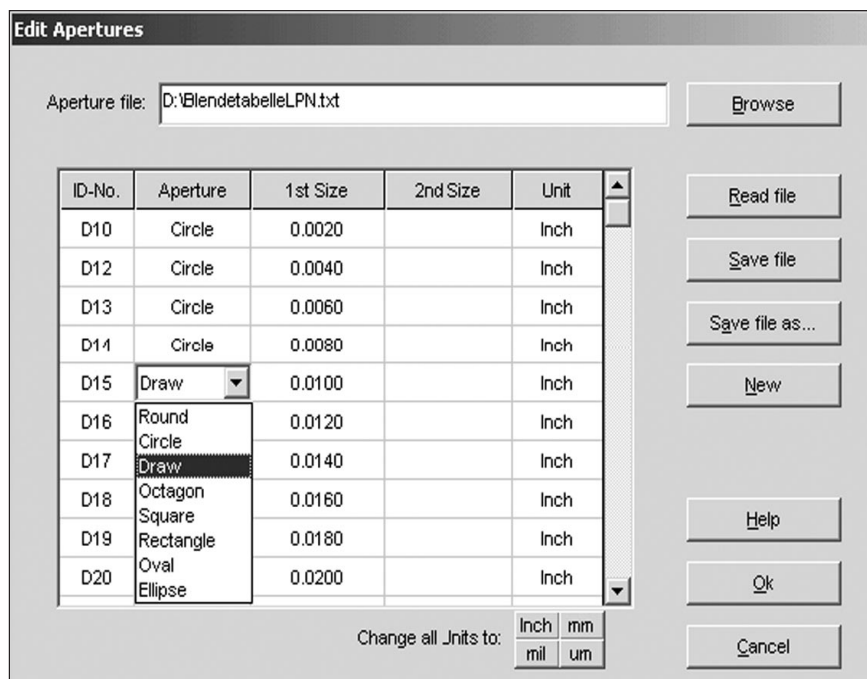 Edit Apertures
Aperture file: D:\BlendetabelleLPN.txt Browse
ID-No. Aperture 1st Size 2nd Size Unit
D10 Circle 0.0020 Inch
D12 Circle 0.0040 Inch
D13 Circle 0.0060 Inch
D14 Circle 0.0080 Inch
D15 Draw 0.0100 Inch
D16 Round 0.0120 Inch
Circle
D17 Draw 0.0140 Inch
D18 Octagon 0.0160 Inch
Square
D19 Rectangle 0.0180 Inch
D20 Oval 0.0200 Inch
Ellipse
Read file
Save file
Save file as...
New
Help
Ok
Cancel
Change all Jnits to: Inch mm
mil um